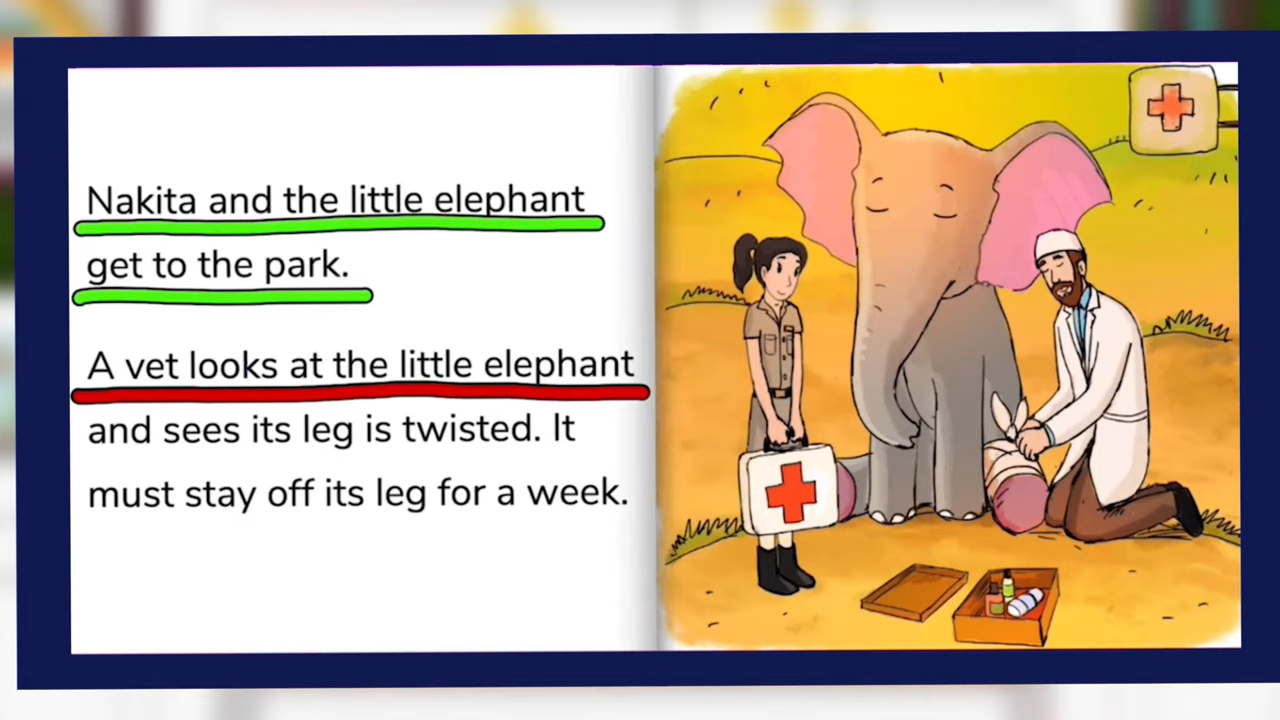 Nakita and the little elephant
get to the park.
A vet looks at the little elephant
and sees its leg is twisted. It
must stay off its leg for a week.